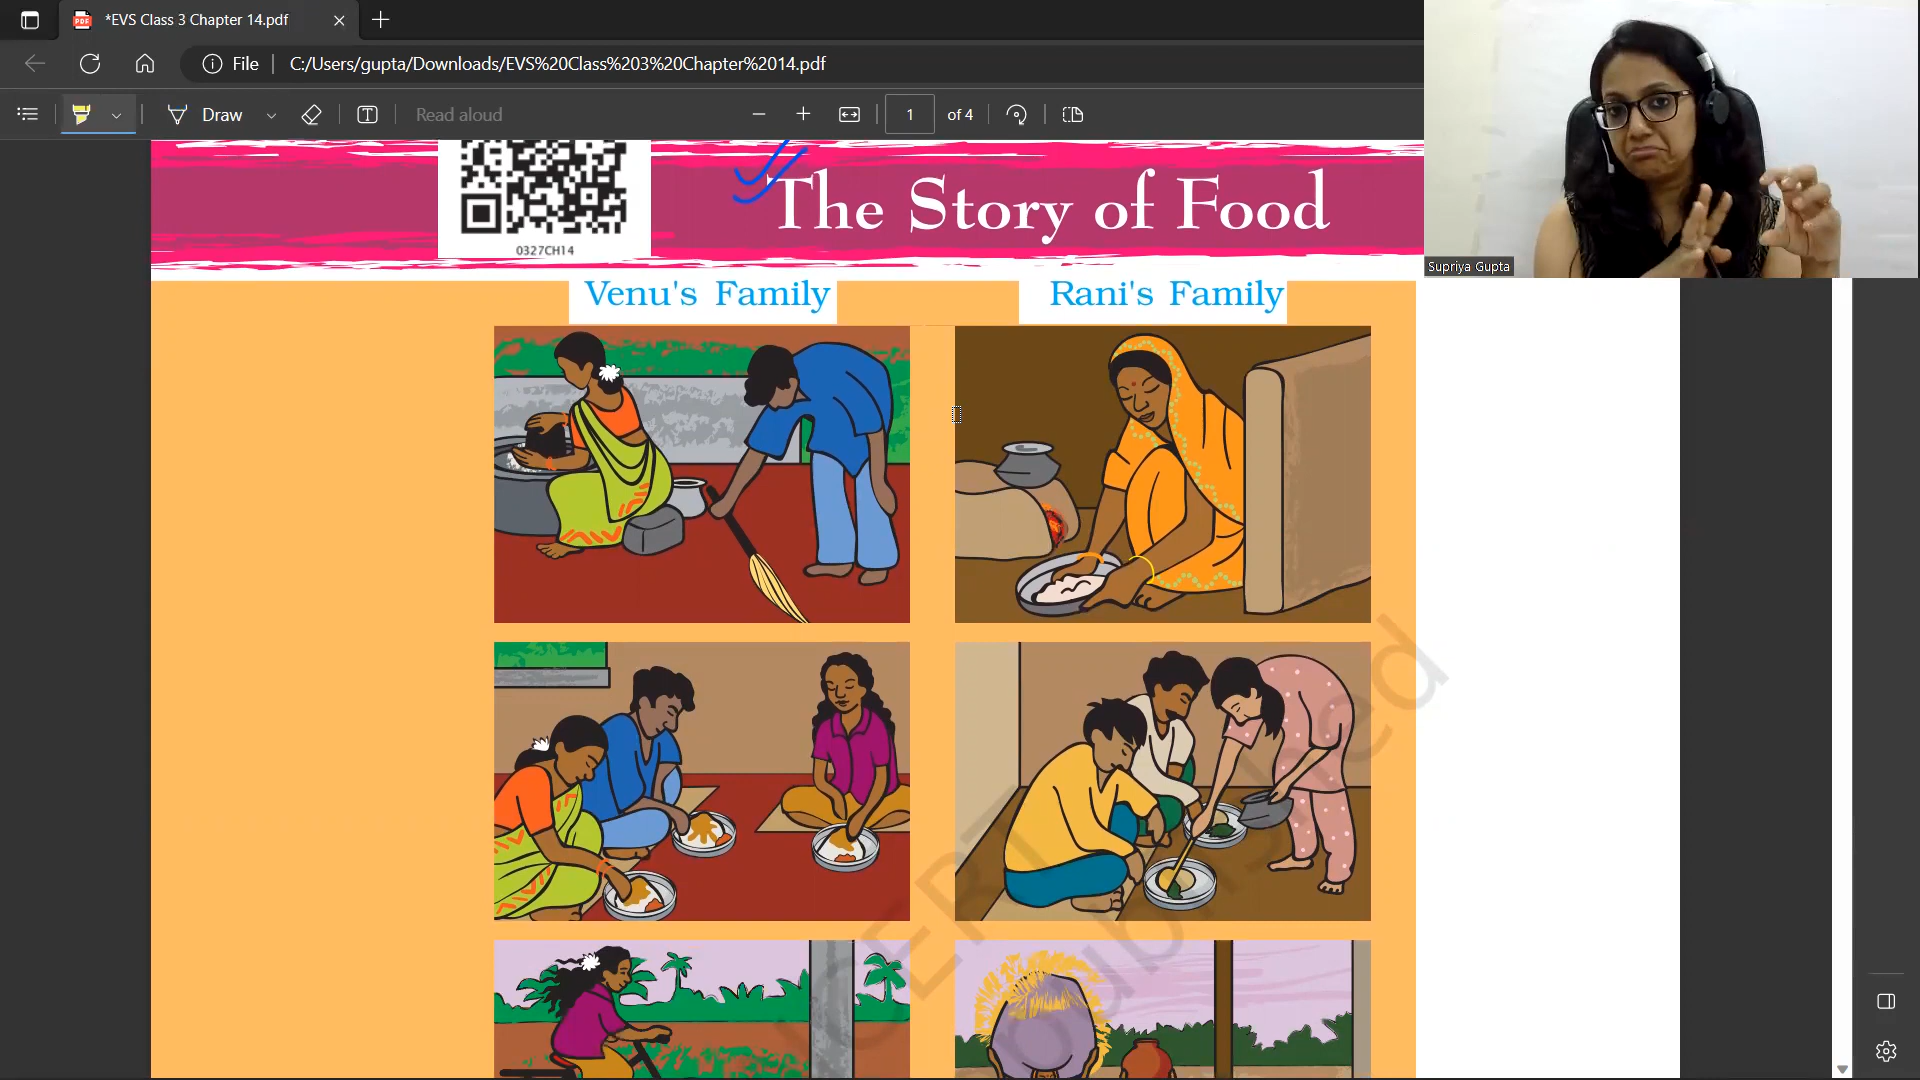 *EVS Class 3 Chapter 14.pdf
File
C:/Users/gupta/Downloads/EVS%20Class%203%20Chapter%2014.pdf
Draw
Read aloud
1
of 4
0327CH14
The Story of Food
Supriya Gupta
Venu's Family
Rani's Family